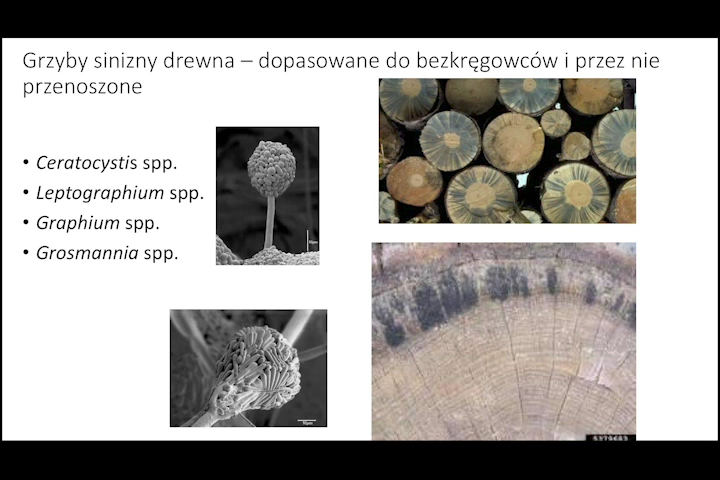 Grzyby sinizny drewna – dopasowane do bezkręgowców i przez nie
przenoszone
• Ceratocystis spp.
• Leptographium spp.
• Graphium spp.
• Grosmannia spp.